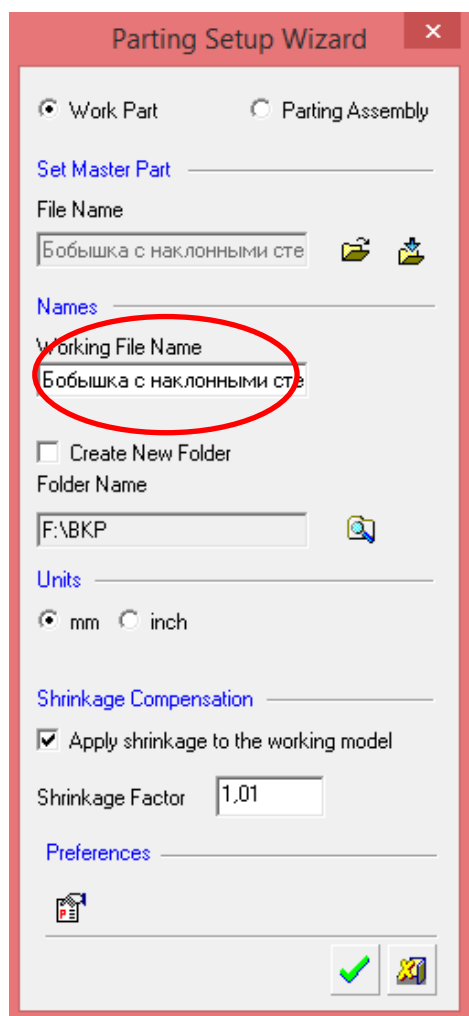 Parting Setup Wizard
Work Part Parting Assembly
Set Master Part
File Name
Бобышка с наклонными сте
Names
Working File Name
Бобышка с наклонными сте
Create New Folder
Folder Name
F:\BKP
Units
mm inch
Shrinkage Compensation
Apply shrinkage to the working model
Shrinkage Factor 1,01
Preferences